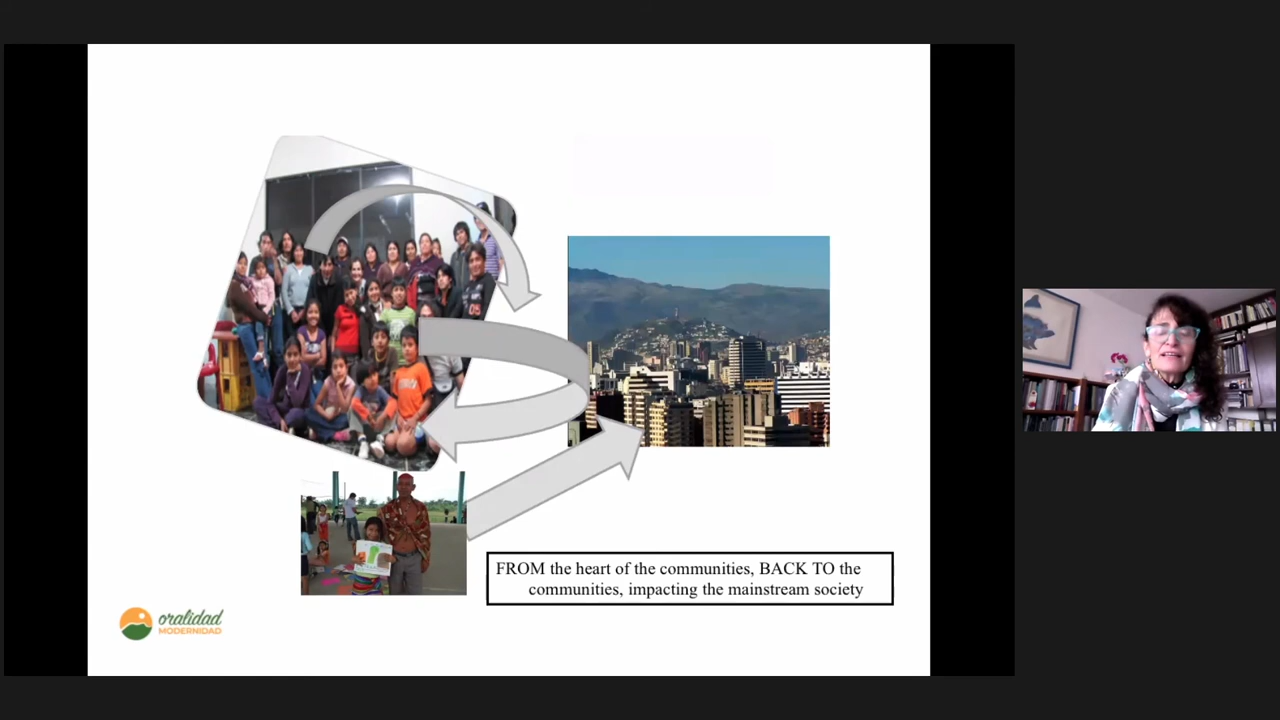 FROM the heart of the communities, BACK TO the
communities, impacting the mainstream society
oralidad
MODERNIDAD